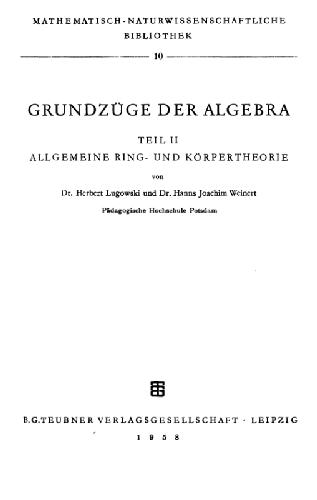 MATHEMATISCH-NATURWISSENSCHAFTLICHE
BIBLIOTHEK
10
GRUNDZÜGE DER ALGEBRA
TEIL II
ALLGEMEINE RING- UND KÖRPERTHEORIE
von
Dr. Herbert Lugowski und Dr. Hanns Joachim Weinert
Pädagogische Hochschule Potsdam
B.G.TEUBNER VERLAGSGESELLSCHAFT · LEIPZIG
1958